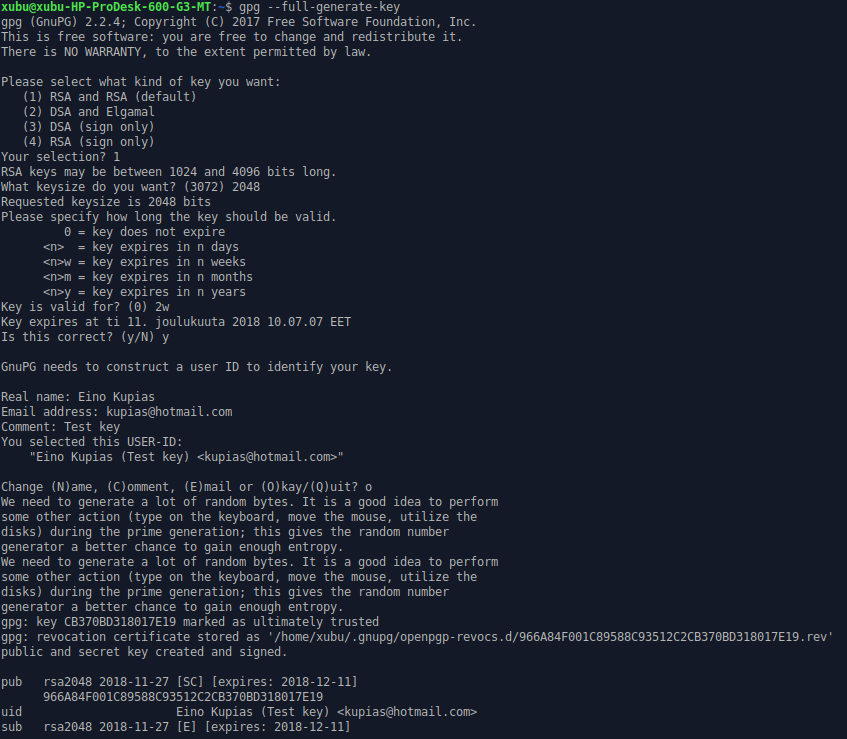 xubu@xubu-HP-ProDesk-600-G3-MT:~$ gpg --full-generate-key
gpg (GnuPG) 2.2.4; Copyright (C) 2017 Free Software Foundation, Inc.
This is free software: you are free to change and redistribute it.
There is NO WARRANTY, to the extent permitted by law.

Please select what kind of key you want:
   (1) RSA and RSA (default)
   (2) DSA and Elgamal
   (3) DSA (sign only)
   (4) RSA (sign only)
Your selection? 1
RSA keys may be between 1024 and 4096 bits long.
What keysize do you want? (3072) 2048
Requested keysize is 2048 bits
Please specify how long the key should be valid.
         0 = key does not expire
      <n>  = key expires in n days
      <n>w = key expires in n weeks
      <n>m = key expires in n months
      <n>y = key expires in n years
Key is valid for? (0) 2w
Key expires at ti 11. joulukuuta 2018 10.07.07 EET
Is this correct? (y/N) y

GnuPG needs to construct a user ID to identify your key.

Real name: Eino Kupias
Email address: kupias@hotmail.com
Comment: Test key
You selected this USER-ID:
    "Eino Kupias (Test key) <kupias@hotmail.com>"

Change (N)ame, (C)omment, (E)mail or (O)kay/(Q)uit? o
We need to generate a lot of random bytes. It is a good idea to perform
some other action (type on the keyboard, move the mouse, utilize the
disks) during the prime generation; this gives the random number
generator a better chance to gain enough entropy.
We need to generate a lot of random bytes. It is a good idea to perform
some other action (type on the keyboard, move the mouse, utilize the
disks) during the prime generation; this gives the random number
generator a better chance to gain enough entropy.
gpg: key CB370BD318017E19 marked as ultimately trusted
gpg: revocation certificate stored as '/home/xubu/.gnupg/openpgp-revocs.d/966A84F001C89588C93512C2CB370BD318017E19.rev'
public and secret key created and signed.

pub   rsa2048 2018-11-27 [SC] [expires: 2018-12-11]
      966A84F001C89588C93512C2CB370BD318017E19
uid                      Eino Kupias (Test key) <kupias@hotmail.com>
sub   rsa2048 2018-11-27 [E] [expires: 2018-12-11]